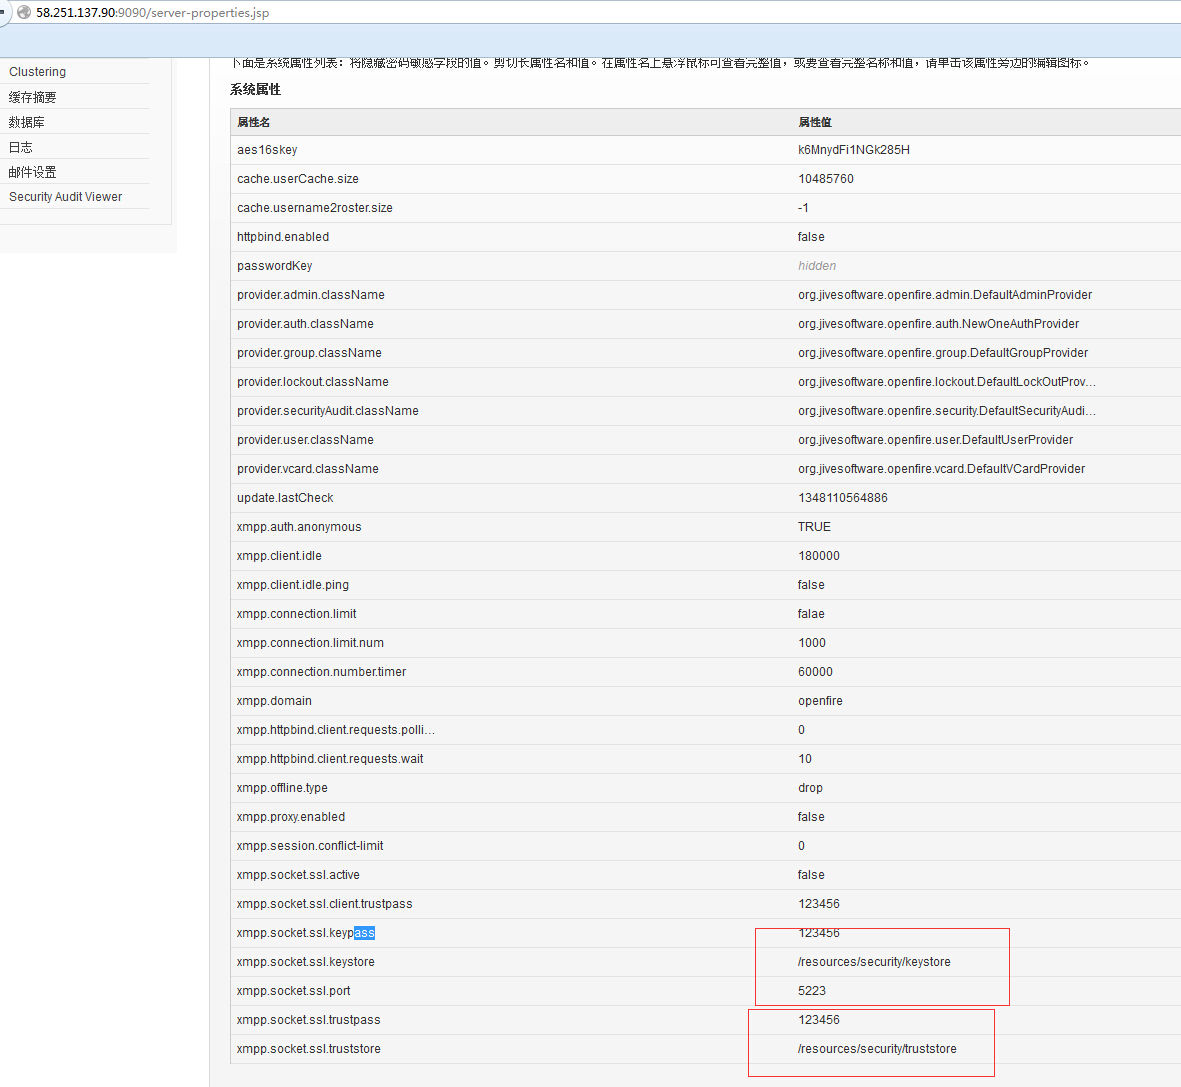 58.251.137.90:9090/server-properties.jsp
Clustering
缓存摘要
数据库
日志
邮件设置
Security Audit Viewer
下面是系统属性列表：将隐藏密码敏感字段的值。剪切长属性名和值。在属性名上悬浮鼠标可查看完整值，或要查看完整名称和值，请单击该属性旁边的编辑图标。
系统属性
属性名 属性值
aes16skey k6MnydFi1NGk285H
cache.userCache.size 10485760
cache.username2roster.size -1
httpbind.enabled false
passwordKey hidden
provider.admin.className org.jivesoftware.openfire.admin.DefaultAdminProvider
provider.auth.className org.jivesoftware.openfire.auth.NewOneAuthProvider
provider.group.className org.jivesoftware.openfire.group.DefaultGroupProvider
provider.lockout.className org.jivesoftware.openfire.lockout.DefaultLockOutProv...
provider.securityAudit.className org.jivesoftware.openfire.security.DefaultSecurityAudi...
provider.user.className org.jivesoftware.openfire.user.DefaultUserProvider
provider.vcard.className org.jivesoftware.openfire.vcard.DefaultVCardProvider
update.lastCheck 1348110564886
xmpp.auth.anonymous TRUE
xmpp.client.idle 180000
xmpp.client.idle.ping false
xmpp.connection.limit falae
xmpp.connection.limit.num 1000
xmpp.connection.number.timer 60000
xmpp.domain openfire
xmpp.httpbind.client.requests.polli... 0
xmpp.httpbind.client.requests.wait 10
xmpp.offline.type drop
xmpp.proxy.enabled false
xmpp.session.conflict-limit 0
xmpp.socket.ssl.active false
xmpp.socket.ssl.client.trustpass 123456
xmpp.socket.ssl.keypass 123456
xmpp.socket.ssl.keystore /resources/security/keystore
xmpp.socket.ssl.port 5223
xmpp.socket.ssl.trustpass 123456
xmpp.socket.ssl.truststore /resources/security/truststore